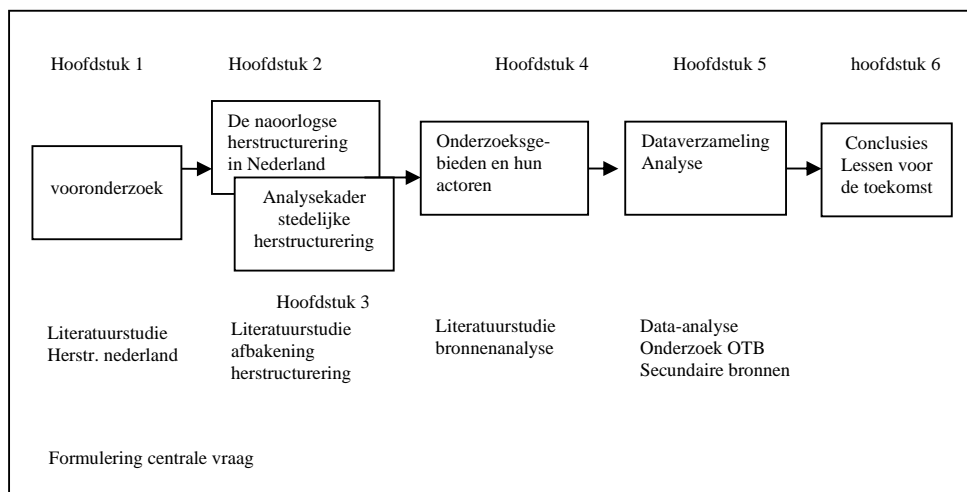 Hoofdstuk 1
Hoofdstuk 2
Hoofdstuk 4
Hoofdstuk 5
hoofdstuk 6
vooronderzoek
De naoorlogse
herstructurering
in Nederland
Analysekader
stedelijke
herstructurering
Hoofdstuk 3
Onderzoeksge-
bieden en hun
actoren
Dataverzameling
Analyse
Conclusies
Lessen voor
de toekomst
Literatuurstudie
Herstr. nederland
Literatuurstudie
afbakening
herstructurering
Literatuurstudie
bronnenanalyse
Data-analyse
Onderzoek OTB
Secundaire bronnen
Formulering centrale vraag